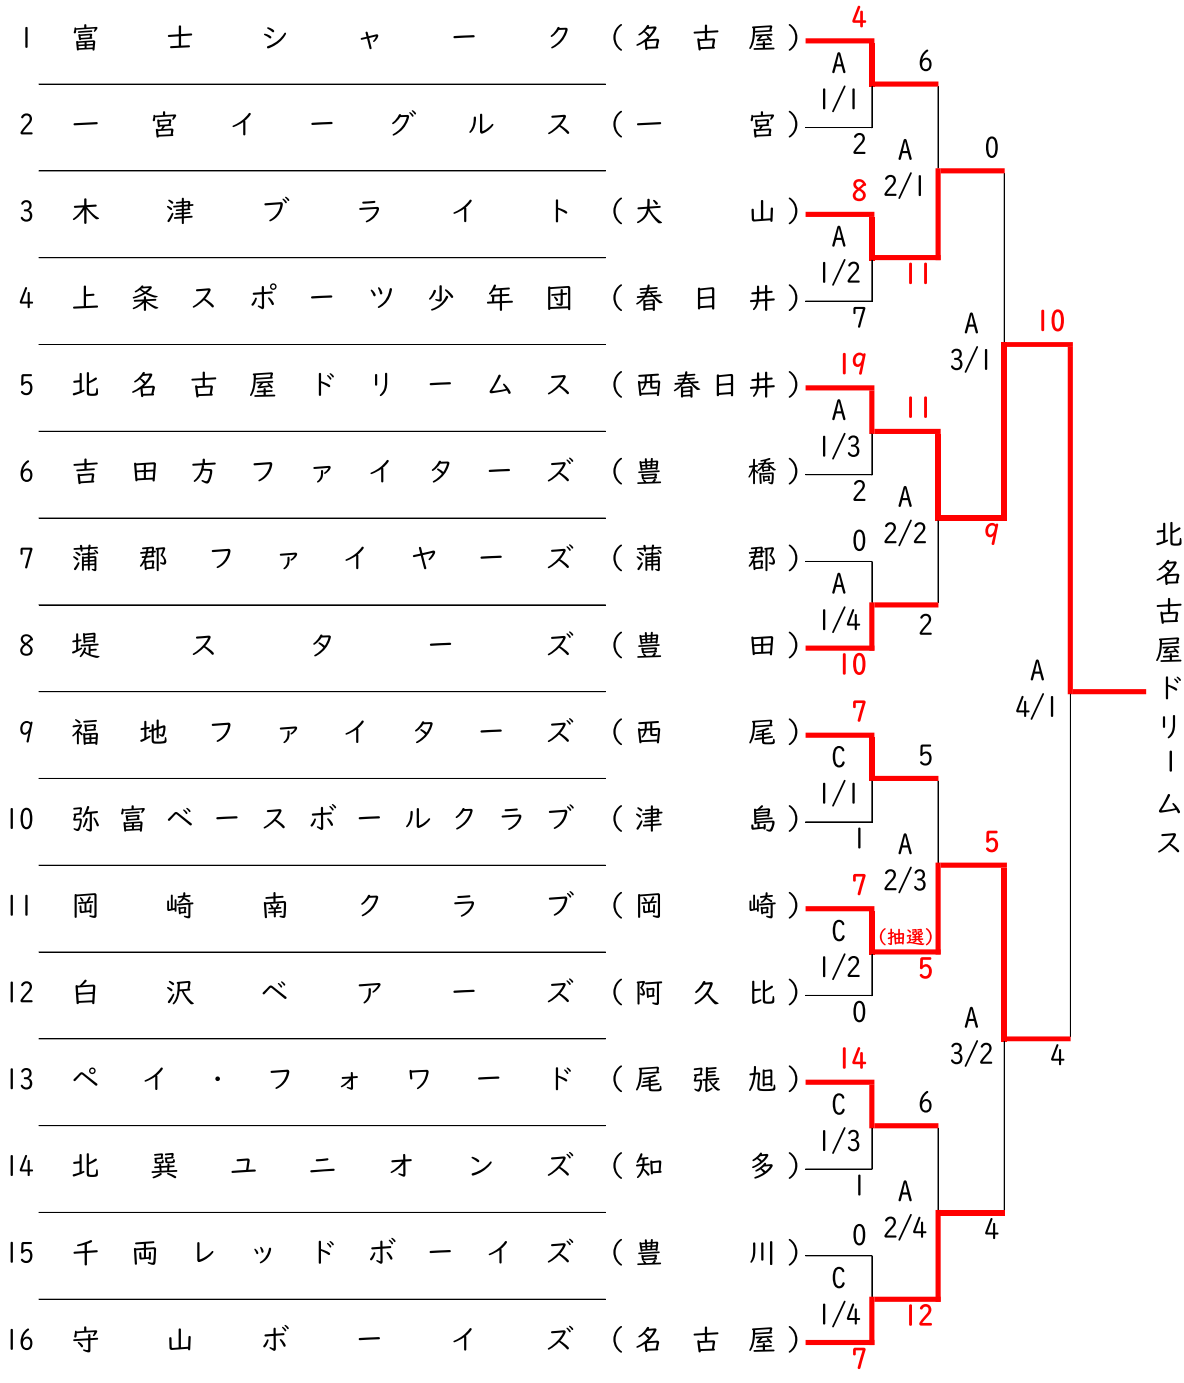 1 富士シャーク (名古屋)
2 一宮イーグルス (一宮)
3 木津ブライト (犬山)
4 上条スポーツ少年団 (春日井)
5 北名古屋ドリームス (西春日井)
6 吉田方ファイターズ (豊橋)
7 蒲郡ファイヤーズ (蒲郡)
8 堤スターズ (豊田)
9 福地ファイターズ (西尾)
10 弥富ベースボールクラブ (津島)
11 岡崎南クラブ (岡崎)
12 白沢ベアーズ (阿久比)
13 ペイ・フォワード (尾張旭)
14 北巽ユニオンズ (知多)
15 千両レッドボーイズ (豊川)
16 守山ボーイズ (名古屋)
4
A
1/1
2
8
A
1/2
7
19
A
1/3
2
0
A
1/4
10
7
C
1/1
1
7
C
1/2
0
14
C
1/3
1
0
C
1/4
7
6
A
2/1
11
11
A
2/2
2
5
A
2/3
(抽選)
5
6
A
2/4
12
0
A
3/1
9
5
A
3/2
4
10
A
4/1
4
北名古屋ドリームス